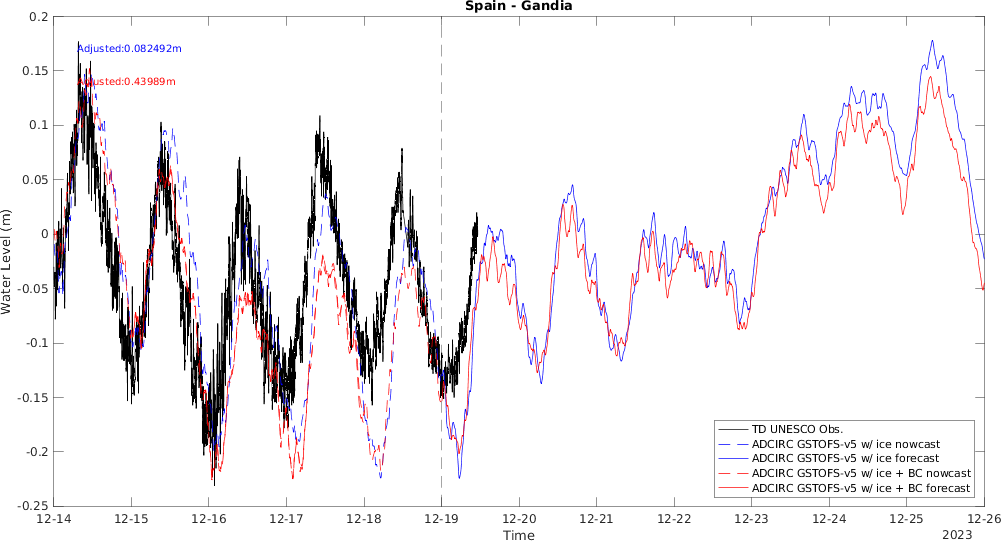 Spain - Gandia
Adjusted:0.082492m
Adjusted:0.43989m
Water Level (m)
0.2
0.15
0.1
0.05
0
-0.05
-0.1
-0.15
-0.2
-0.25
TD UNESCO Obs.
ADCIRC GSTOFS-v5 w/ ice nowcast
ADCIRC GSTOFS-v5 w/ ice forecast
ADCIRC GSTOFS-v5 w/ ice + BC nowcast
ADCIRC GSTOFS-v5 w/ ice + BC forecast
12-14 12-15 12-16 12-17 12-18 12-19 12-20 12-21 12-22 12-23 12-24 12-25 12-26
Time
2023